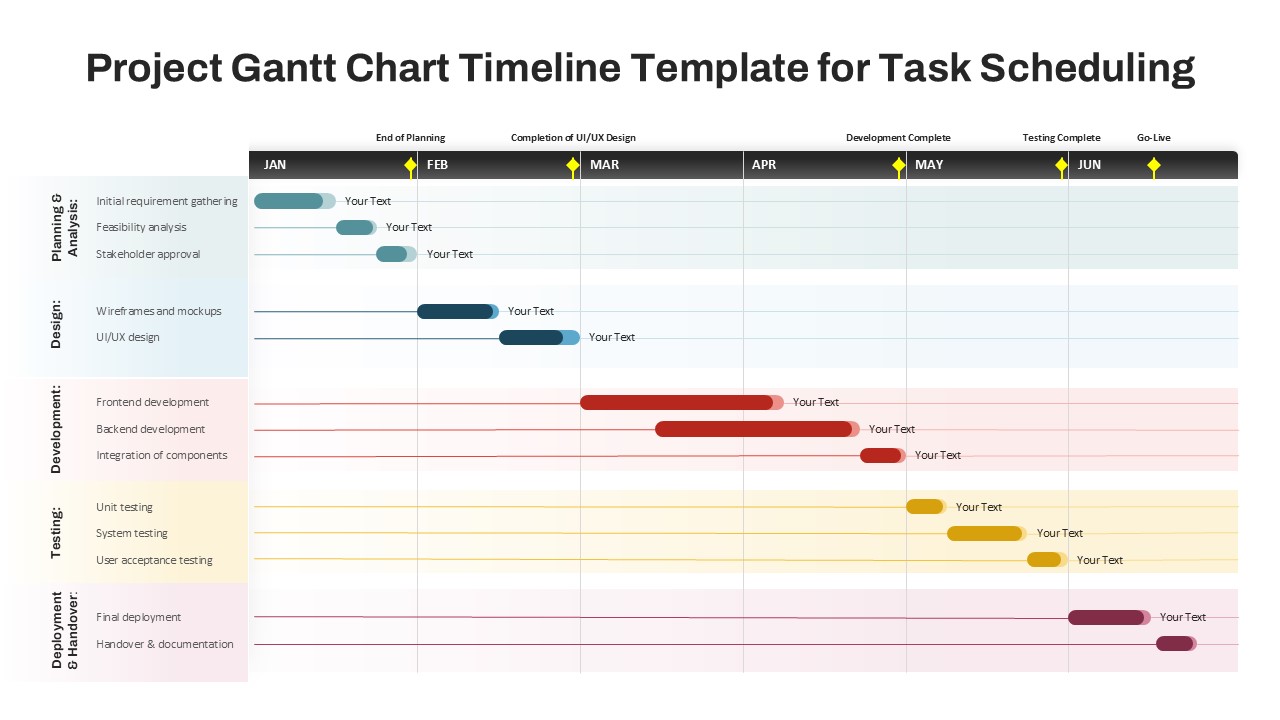 Project Gantt Chart Timeline Template for Task Scheduling
End of Planning
Completion of UI/UX Design
Development Complete
Testing Complete
Go-Live
JAN
FEB
MAR
APR
MAY
JUN
Planning &
Analysis:
Initial requirement gathering
Your Text
Feasibility analysis
Your Text
Stakeholder approval
Your Text
Design:
Wireframes and mockups
Your Text
UI/UX design
Your Text
Development:
Frontend development
Your Text
Backend development
Your Text
Integration of components
Your Text
Testing:
Unit testing
Your Text
System testing
Your Text
User acceptance testing
Your Text
Deployment
& Handover:
Final deployment
Your Text
Handover & documentation